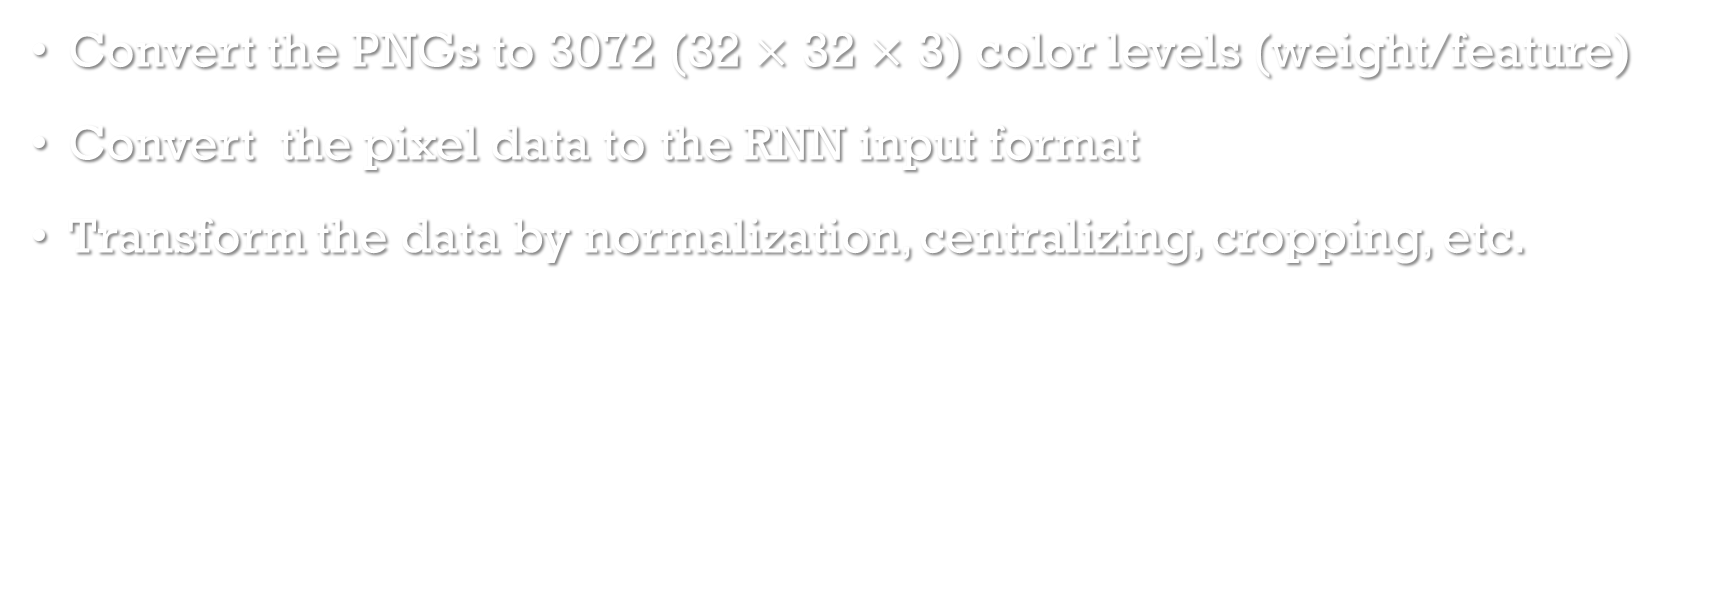 • Convert the PNGs to 3072 (32 × 32 × 3) color levels (weight/feature)
• Convert  the pixel data to the RNN input format
• Transform the data by normalization, centralizing, cropping, etc.